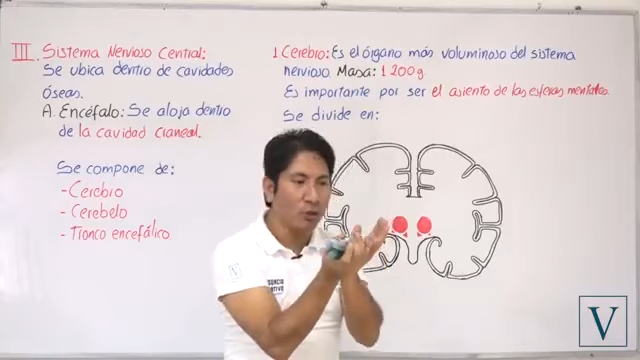 III. Sistema Nervioso Central:
Se ubica dentro de cavidades
óseas.
A. Encéfalo: Se aloja dentro
de la cavidad craneal.
Se compone de:
- Cerebro
- Cerebelo
- Tronco encefálico
1. Cerebro: Es el órgano más voluminoso del sistema
nervioso Masa: 1 200g.
Es importante por ser el asiento de las esferas mentales.
Se divide en:
V
V